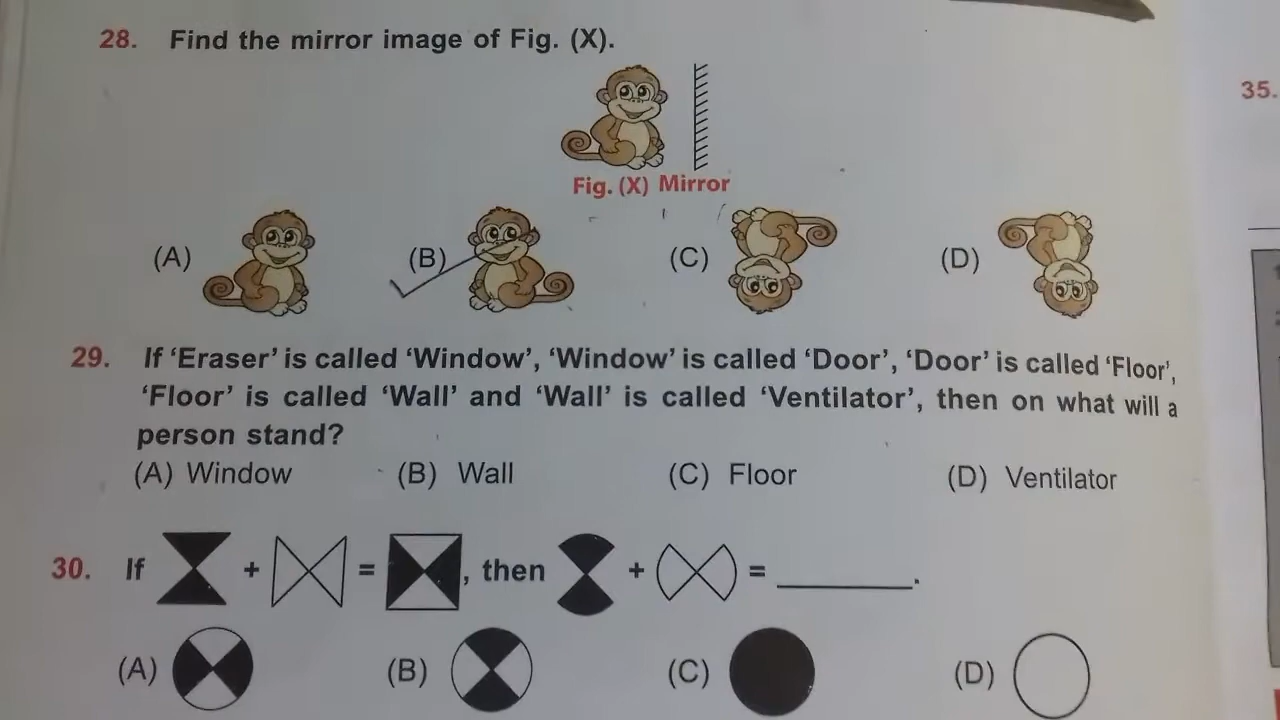 28. Find the mirror image of Fig. (X).
35.
Fig. (X) Mirror
(A) (B) (C) (D)
29. If ‘Eraser’ is called ‘Window’, ‘Window’ is called ‘Door’, ‘Door’ is called ‘Floor’,
‘Floor’ is called ‘Wall’ and ‘Wall’ is called ‘Ventilator’, then on what will a
person stand?
(A) Window (B) Wall (C) Floor (D) Ventilator
30. If + = , then + = ________.
(A) (B) (C) (D)